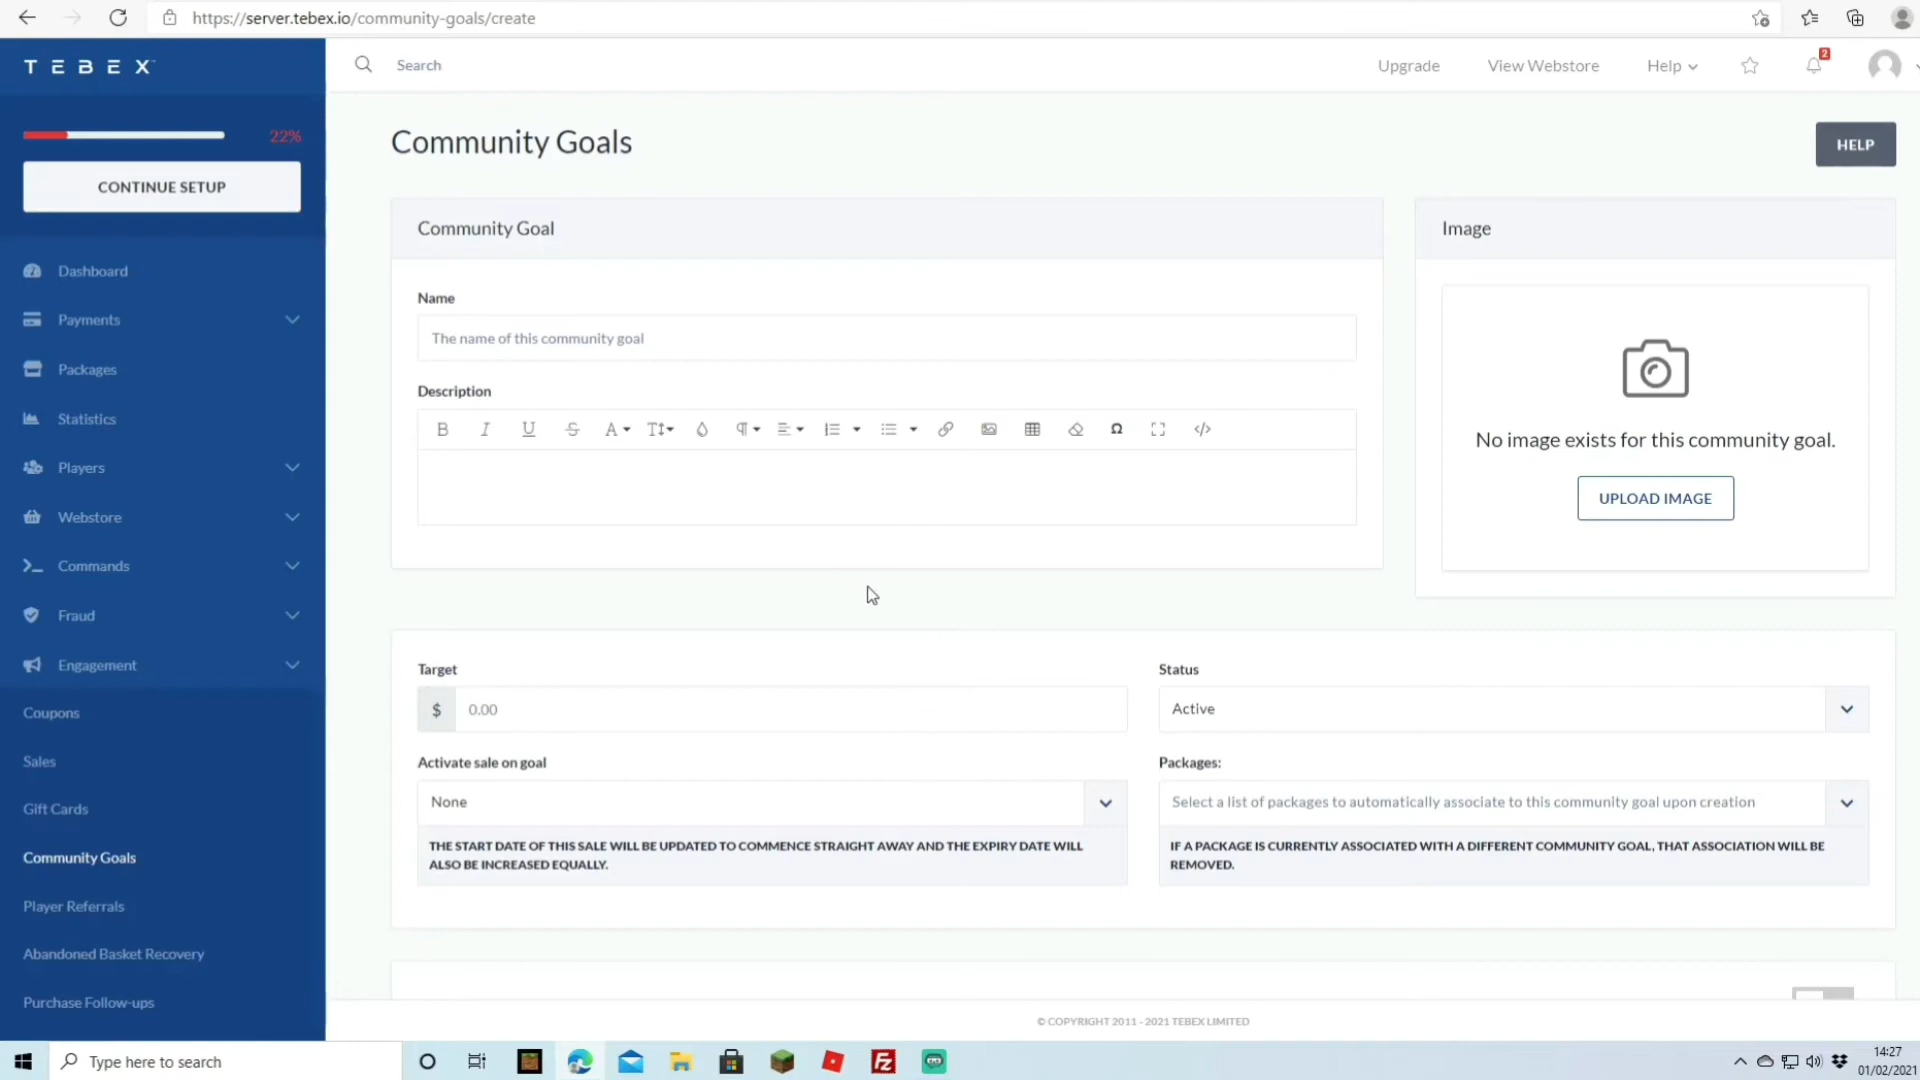 https://server.tebex.io/community-goals/create
TEBEX
Search
Upgrade
View Webstore
Help
2
22%
CONTINUE SETUP
Dashboard
Payments
Packages
Statistics
Players
Webstore
Commands
Fraud
Engagement
Coupons
Sales
Gift Cards
Community Goals
Player Referrals
Abandoned Basket Recovery
Purchase Follow-ups
Community Goals
HELP
Community Goal
Name
The name of this community goal
Description
Image
No image exists for this community goal.
UPLOAD IMAGE
Target
$ 0.00
Status
Active
Activate sale on goal
None
THE START DATE OF THIS SALE WILL BE UPDATED TO COMMENCE STRAIGHT AWAY AND THE EXPIRY DATE WILL
ALSO BE INCREASED EQUALLY.
Packages:
Select a list of packages to automatically associate to this community goal upon creation
IF A PACKAGE IS CURRENTLY ASSOCIATED WITH A DIFFERENT COMMUNITY GOAL, THAT ASSOCIATION WILL BE
REMOVED.
© COPYRIGHT 2011 - 2021 TEBEX LIMITED
Type here to search
14:27
01/02/2021